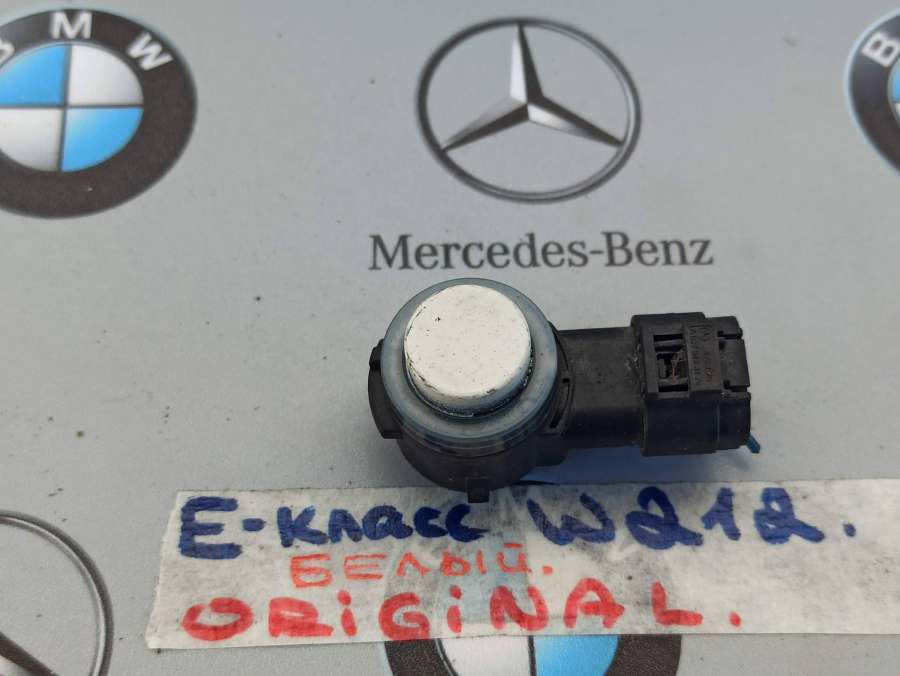 BMW
B
Mercedes-Benz
E-класс W212.
БЕЛЫЙ.
ORiGiNAL.